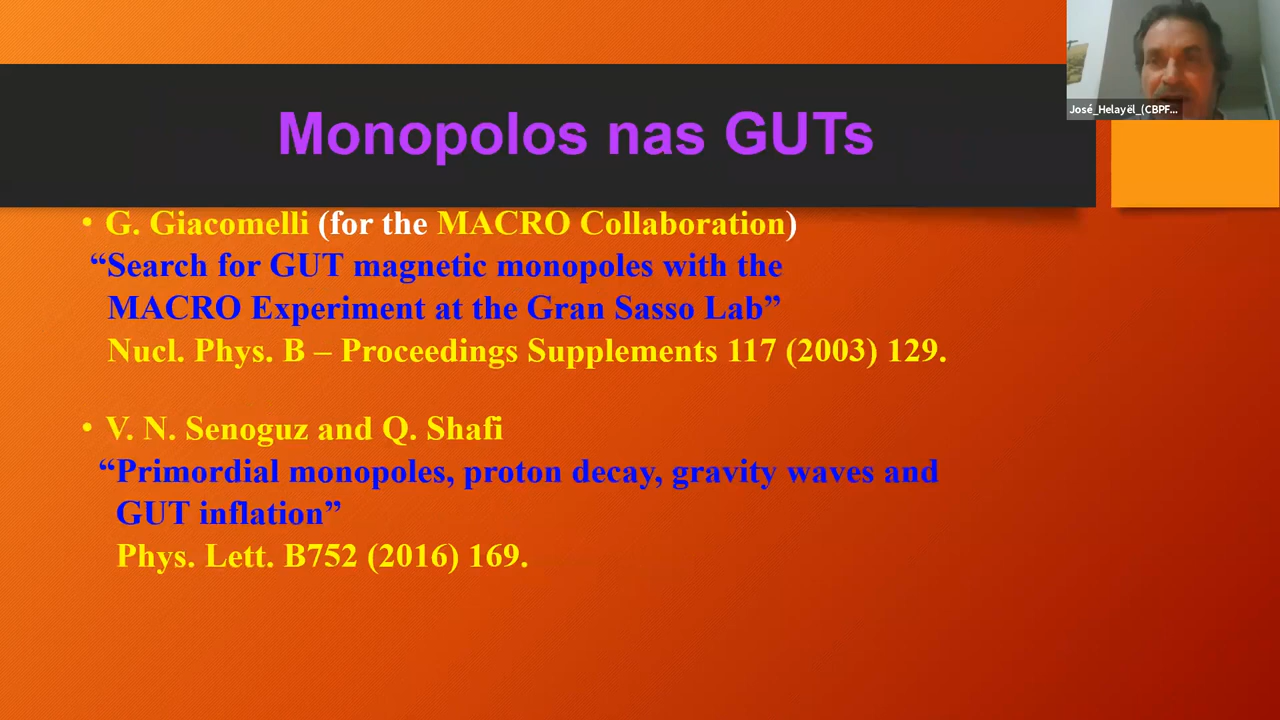 José_Helayël_(CBPF...
Monopolos nas GUTs
• G. Giacomelli (for the MACRO Collaboration)
“Search for GUT magnetic monopoles with the
MACRO Experiment at the Gran Sasso Lab”
Nucl. Phys. B – Proceedings Supplements 117 (2003) 129.
• V. N. Senoguz and Q. Shafi
“Primordial monopoles, proton decay, gravity waves and
GUT inflation”
Phys. Lett. B752 (2016) 169.